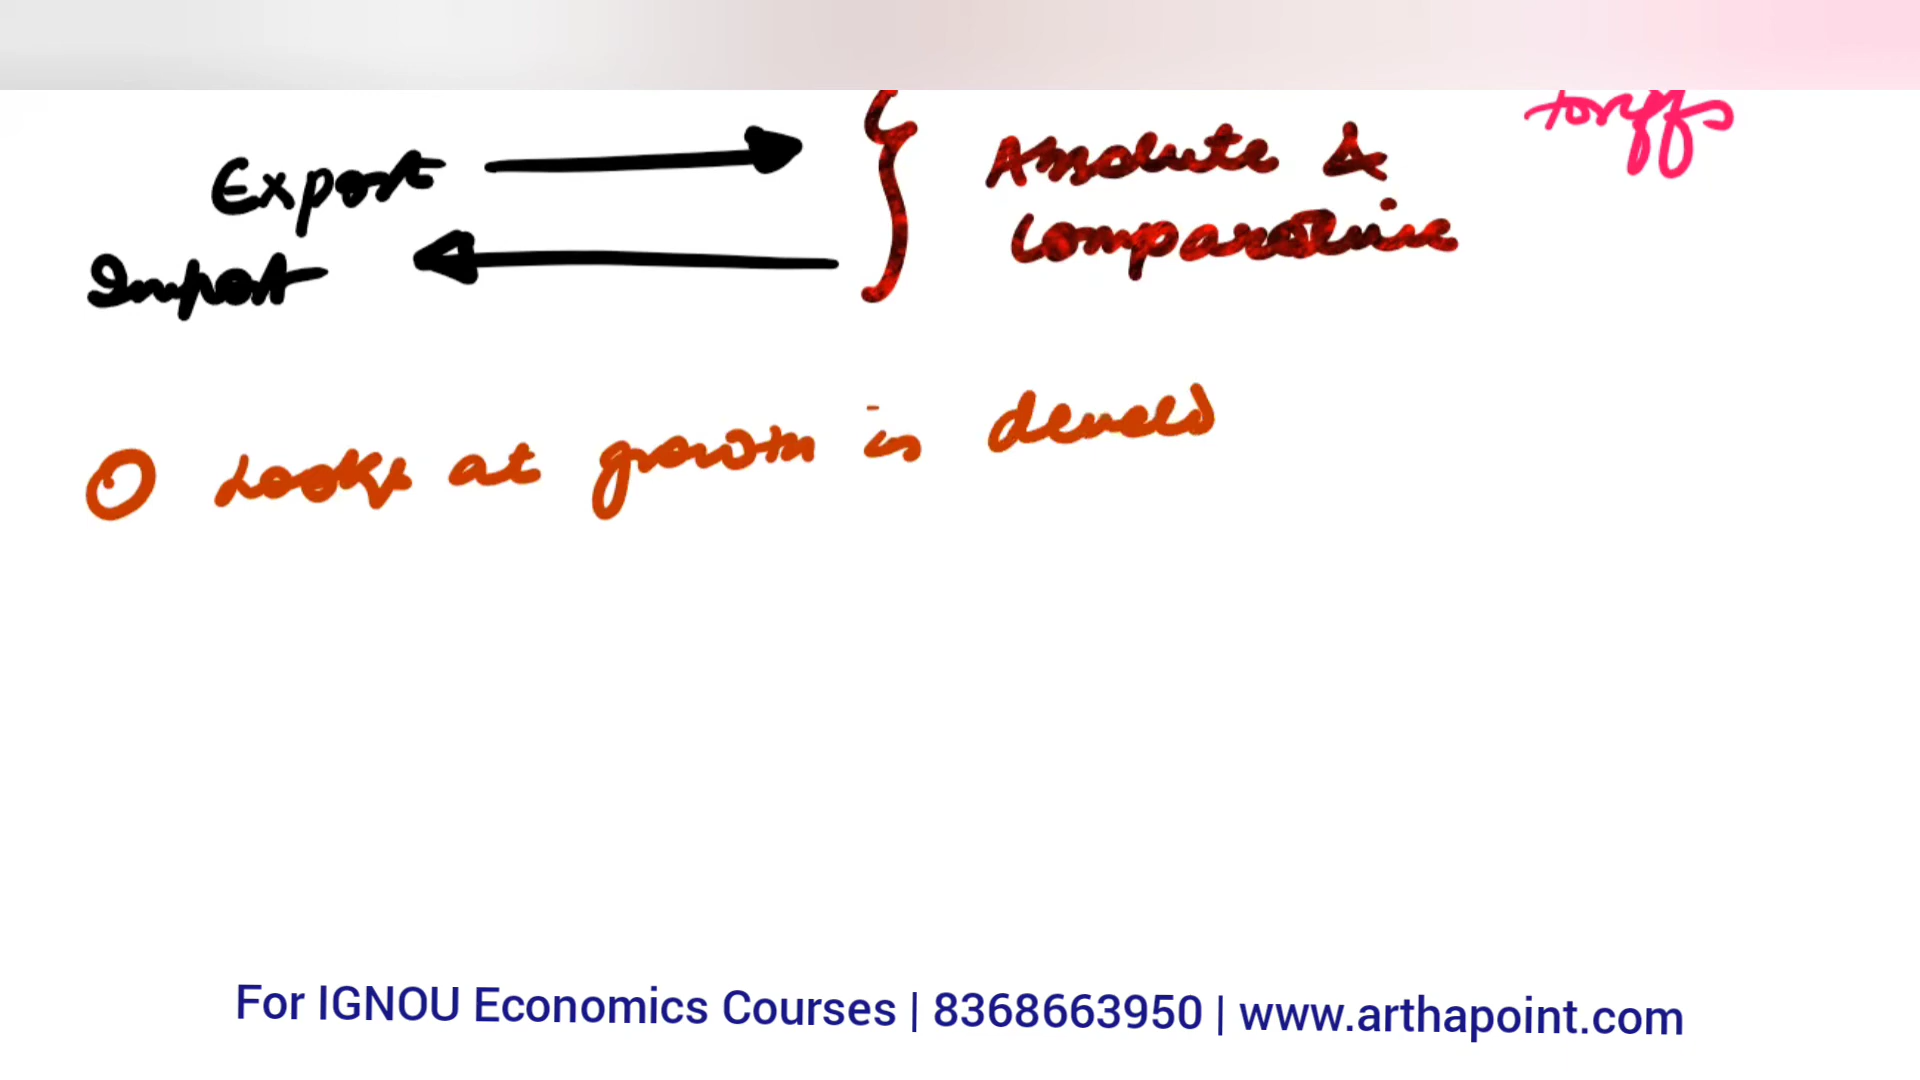 tariffs
Export
Absolute &
Comparative
Import
Looks at growth in
For IGNOU Economics Courses | 8368663950 | www.arthapoint.com